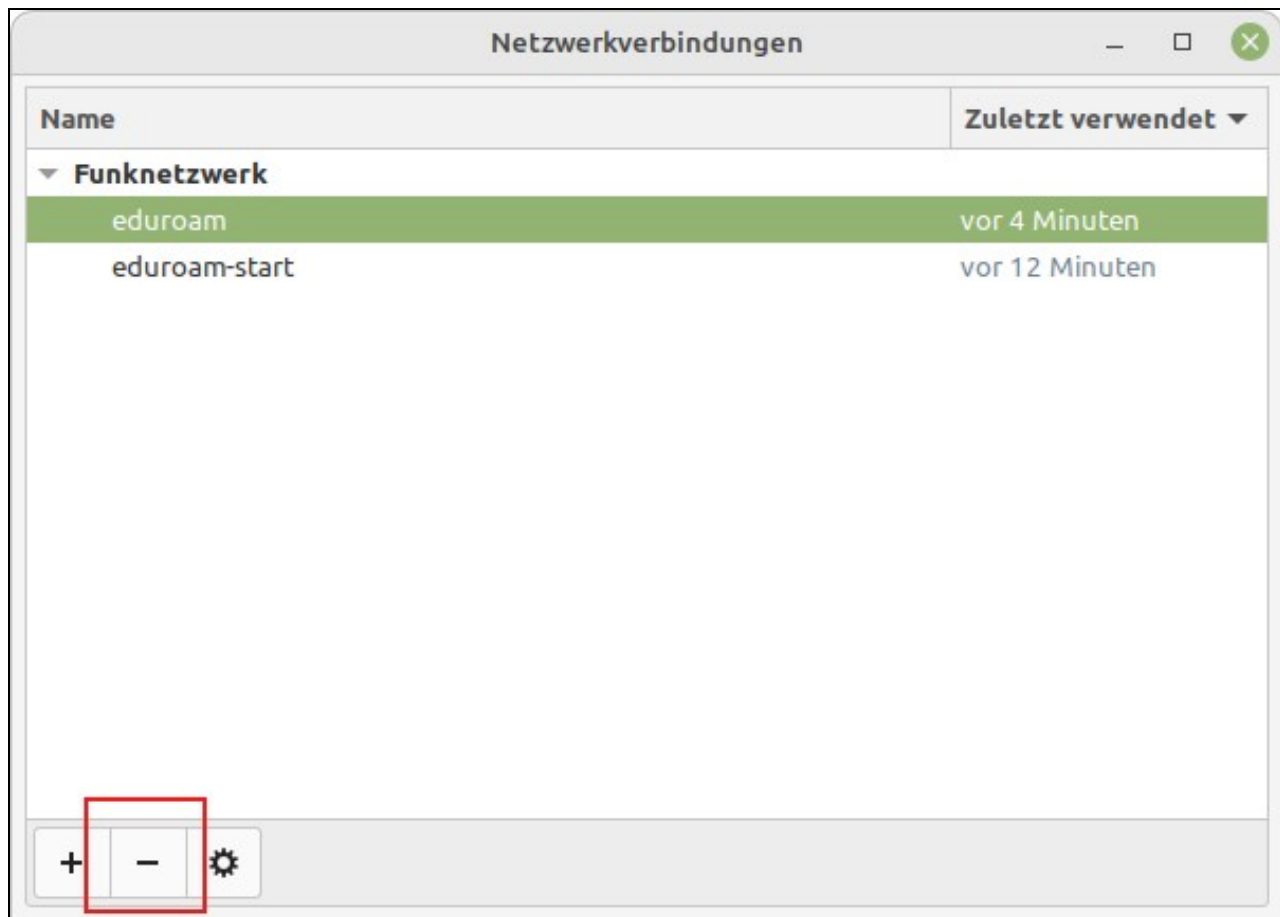 Netzwerkverbindungen
Name Zuletzt verwendet
Funknetzwerk
eduroam vor 4 Minuten
eduroam-start vor 12 Minuten